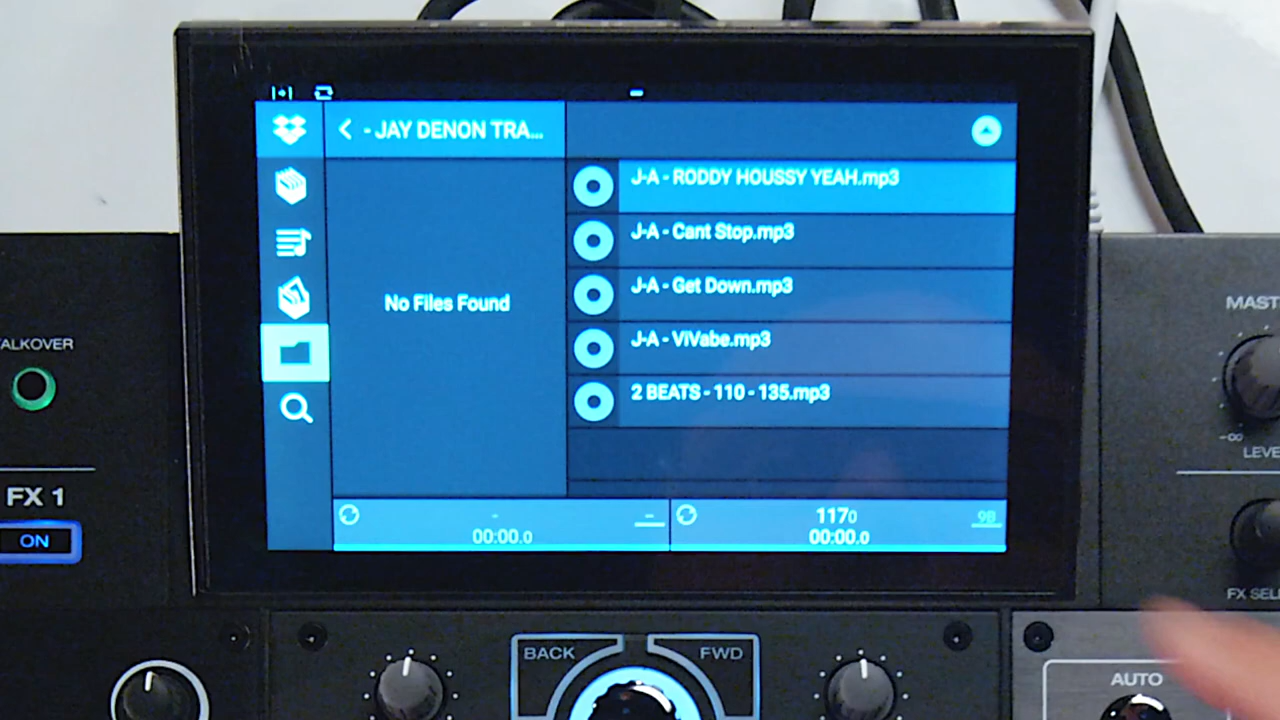 - JAY DENON TRA...
J-A - RODDY HOUSSY YEAH.mp3
J-A - Cant Stop.mp3
J-A - Get Down.mp3
J-A - ViVabe.mp3
2 BEATS - 110 - 135.mp3
No Files Found
-
-
00:00.0
1170
9B
00:00.0
ALKOVER
FX 1
ON
MAST
-∞
LEVE
FX SEL
BACK
FWD
AUTO